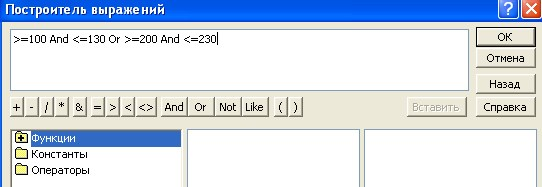 Построитель выражений
>=100 And <=130 Or >=200 And <=230
OK
Отмена
Назад
+ - / * & = > < <> And Or Not Like ( ) Вставить Справка
Функции
Константы
Операторы